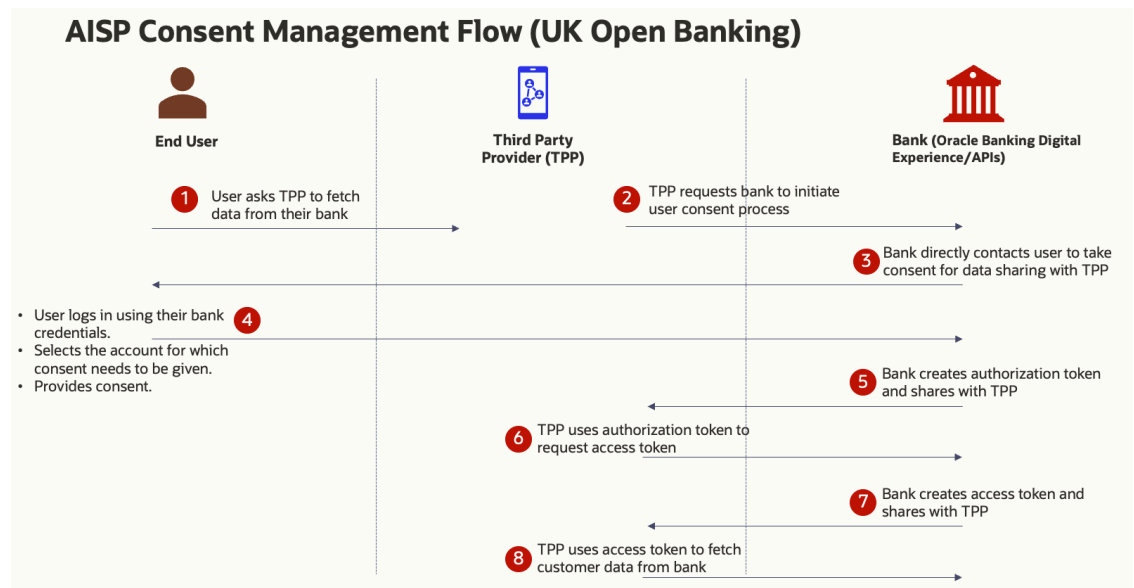 AISP Consent Management Flow (UK Open Banking)
End User
Third Party
Provider (TPP)
Bank (Oracle Banking Digital
Experience/APIs)
1
User asks TPP to fetch
data from their bank
2
TPP requests bank to initiate
user consent process
3
Bank directly contacts user to take
consent for data sharing with TPP
4
• User logs in using their bank
credentials.
• Selects the account for which
consent needs to be given.
• Provides consent.
5
Bank creates authorization token
and shares with TPP
6
TPP uses authorization token to
request access token
7
Bank creates access token and
shares with TPP
8
TPP uses access token to fetch
customer data from bank